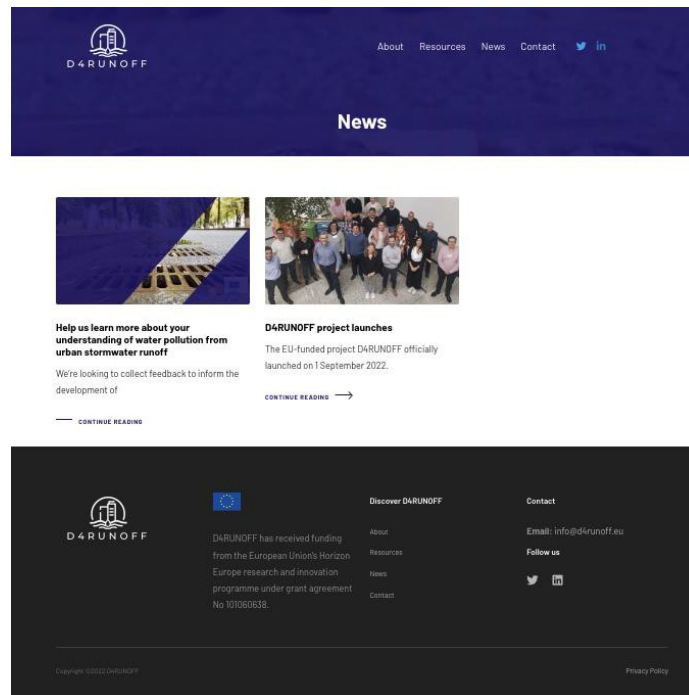 D4RUNOFF
About Resources News Contact in
News
Help us learn more about your
understanding of water pollution from
urban stormwater runoff
We're looking to collect feedback to inform the
development of
CONTINUE READING
D4RUNOFF project launches
The EU-funded project D4RUNOFF officially
launched on 1 September 2022.
CONTINUE READING
D4RUNOFF
D4RUNOFF has received funding
from the European Union's Horizon
Europe research and innovation
programme under grant agreement
No 101060638.
Discover D4RUNOFF
About
Resources
News
Contact
Contact
Email: info@d4runoff.eu
Follow us
in
Copyright ©2022 D4RUNOFF
Privacy Policy